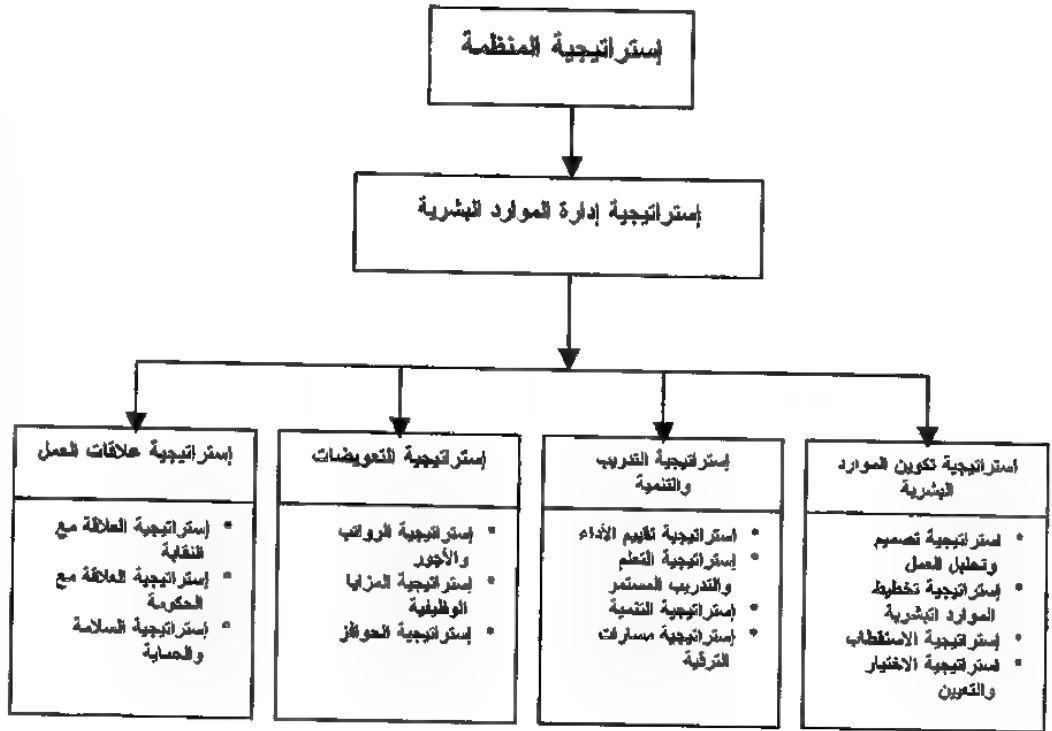 إستراتيجية المنظمة
إستراتيجية إدارة الموارد البشرية
إستراتيجية تكوين الموارد
البشرية
* استراتيجية تصميم
وتحليل العمل
* إستراتيجية تخطيط
الموارد البشرية
* إستراتيجية الاستقطاب
* استراتيجية الاختيار
والتعيين
إستراتيجية التدريب
والتنمية
* استراتيجية تقييم الأداء
* إستراتيجية التعلم
والتدريب المستمر
* إستراتيجية التنمية
* إستراتيجية مسارات
الترقية
إستراتيجية التعويضات
* إستراتيجية الرواتب
والأجور
* إستراتيجية المزايا
الوظيفية
* إستراتيجية الحوافز
إستراتيجية علاقات العمل
* إستراتيجية العلاقة مع
النقابة
* إستراتيجية العلاقة مع
الحكومة
* إستراتيجية السلامة
والحماية